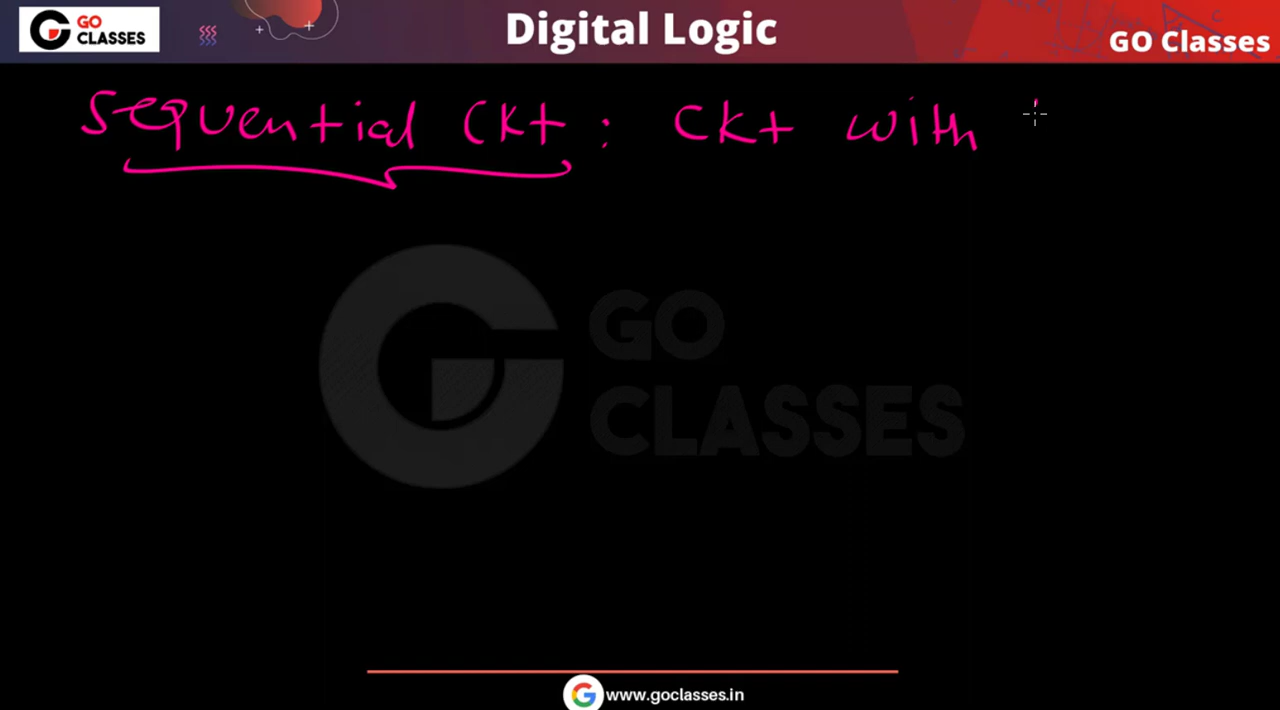 GO CLASSES
Digital Logic
GO Classes
Sequential Ckt : Ckt with
GO
CLASSES
www.goclasses.in